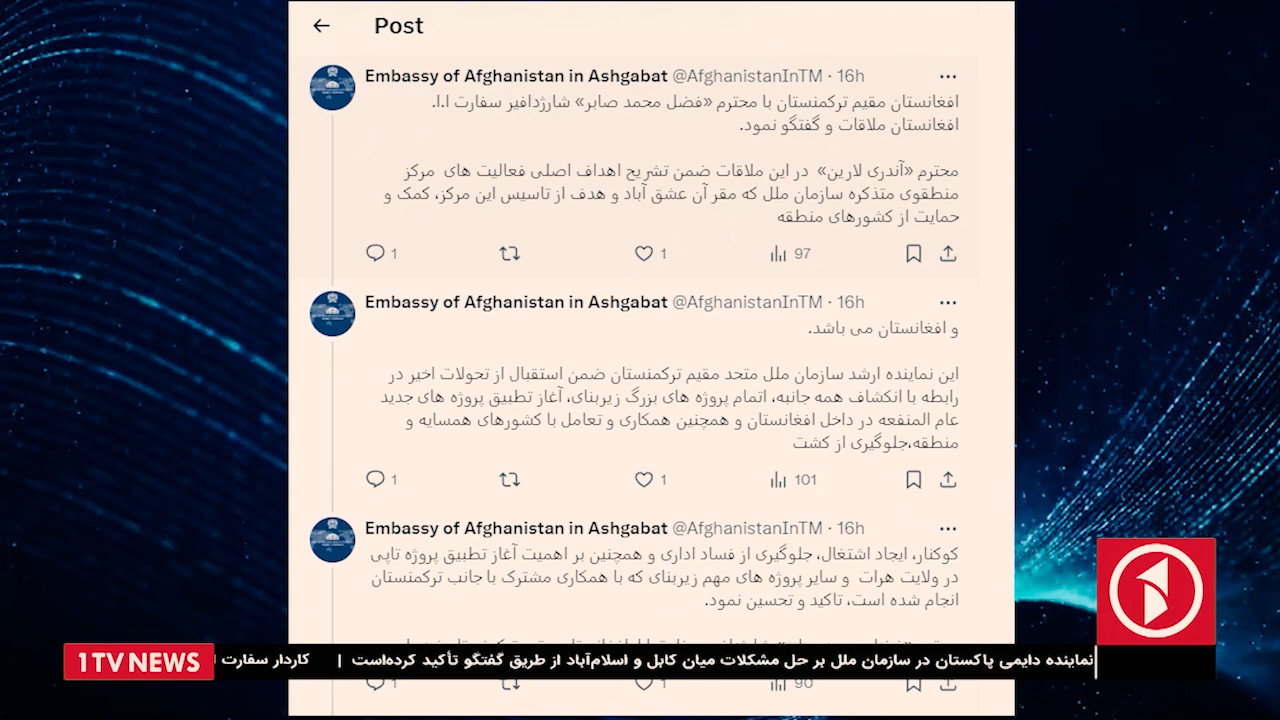 Post
Embassy of Afghanistan in Ashgabat @AfghanistanInTM · 16h
افغانستان مقیم ترکمنستان با محترم «فضل محمد صابر» شارژدافیر سفارت ا.ا.
افغانستان ملاقات و گفتگو نمود.
محترم «آندری لارین» در این ملاقات ضمن تشریح اهداف اصلی فعالیت های مرکز
منطقوی متذکره سازمان ملل که مقر آن عشق آباد و هدف از تاسیس این مرکز، کمک و
حمایت از کشورهای منطقه
1 1 97
Embassy of Afghanistan in Ashgabat @AfghanistanInTM · 16h
و افغانستان می باشد.
این نماینده ارشد سازمان ملل متحد مقیم ترکمنستان ضمن استقبال از تحولات اخیر در
رابطه با انکشاف همه جانبه، اتمام پروژه های بزرگ زیربنای، آغاز تطبیق پروژه های جدید
عام المنفعه در داخل افغانستان و همچنین همکاری و تعامل با کشورهای همسایه و
منطقه،جلوگیری از کشت
1 1 101
Embassy of Afghanistan in Ashgabat @AfghanistanInTM · 16h
کوکنار، ایجاد اشتغال، جلوگیری از فساد اداری و همچنین بر اهمیت آغاز تطبیق پروژه تاپی
در ولایت هرات و سایر پروژه های مهم زیربنای که با همکاری مشترک با جانب ترکمنستان
انجام شده است، تاکید و تحسین نمود.
1TV NEWS
نماینده دایمی پاکستان در سازمان ملل بر حل مشکلات میان کابل و اسلام‌آباد از طریق گفتگو تأکید کرده‌است | کاردار سفارت ا
1 1 90